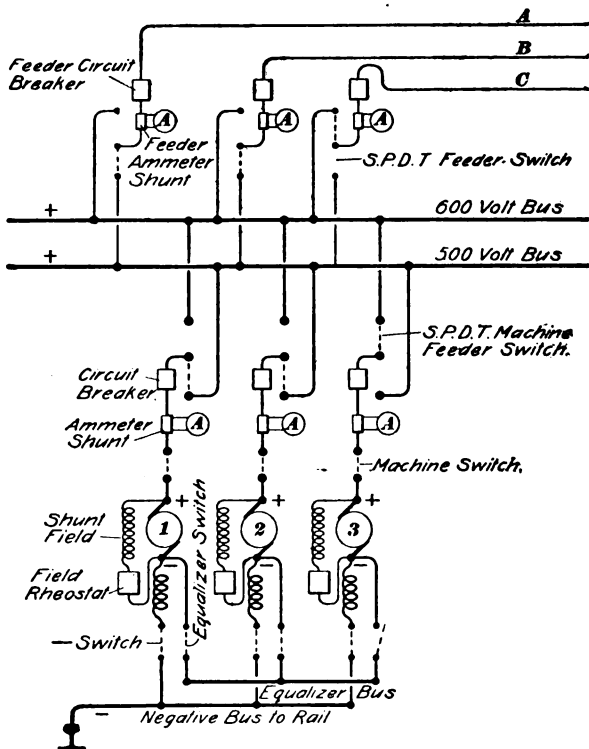 A
B
C
Feeder Circuit
Breaker
A
A
A
Feeder
Ammeter
Shunt
S.P.D.T Feeder Switch
+
600 Volt Bus
+
500 Volt Bus
S.P.D.T. Machine
Feeder Switch.
Circuit
Breaker
Ammeter
Shunt
A
A
A
Machine Switch.
+
+
+
Shunt
Field
1
2
3
Equalizer Switch
Field
Rheostat
−
−
−
— Switch
Equalizer Bus
−
Negative Bus to Rail